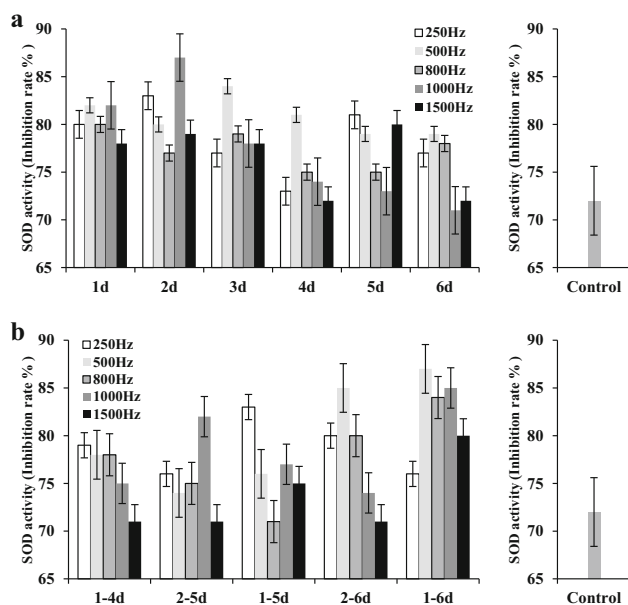 a
SOD activity (Inhibition rate % )
90
85
80
75
70
65
250Hz
500Hz
800Hz
1000Hz
1500Hz
1d 2d 3d 4d 5d 6d
SOD activity (Inhibition rate % )
90
85
80
75
70
65
Control
b
SOD activity (Inhibition rate % )
90
85
80
75
70
65
250Hz
500Hz
800Hz
1000Hz
1500Hz
1-4d 2-5d 1-5d 2-6d 1-6d
SOD activity (Inhibition rate % )
90
85
80
75
70
65
Control